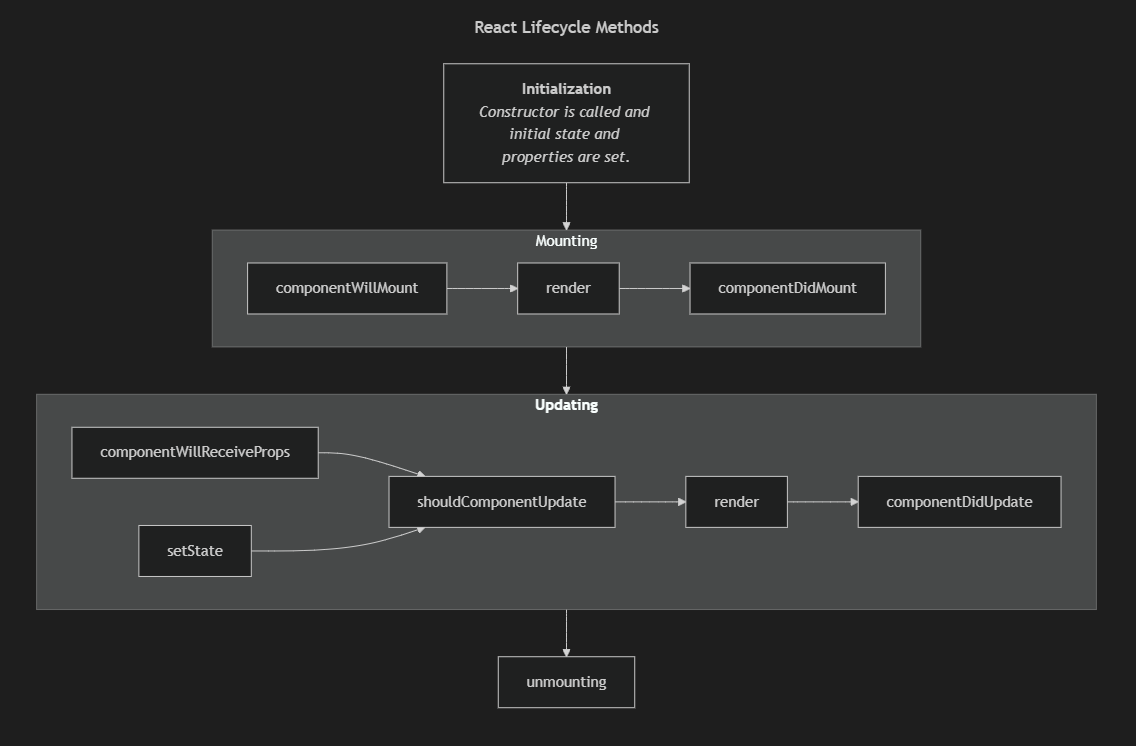 React Lifecycle Methods
Initialization
Constructor is called and
initial state and
properties are set.
Mounting
componentWillMount
render
componentDidMount
Updating
componentWillReceiveProps
setState
shouldComponentUpdate
render
componentDidUpdate
unmounting